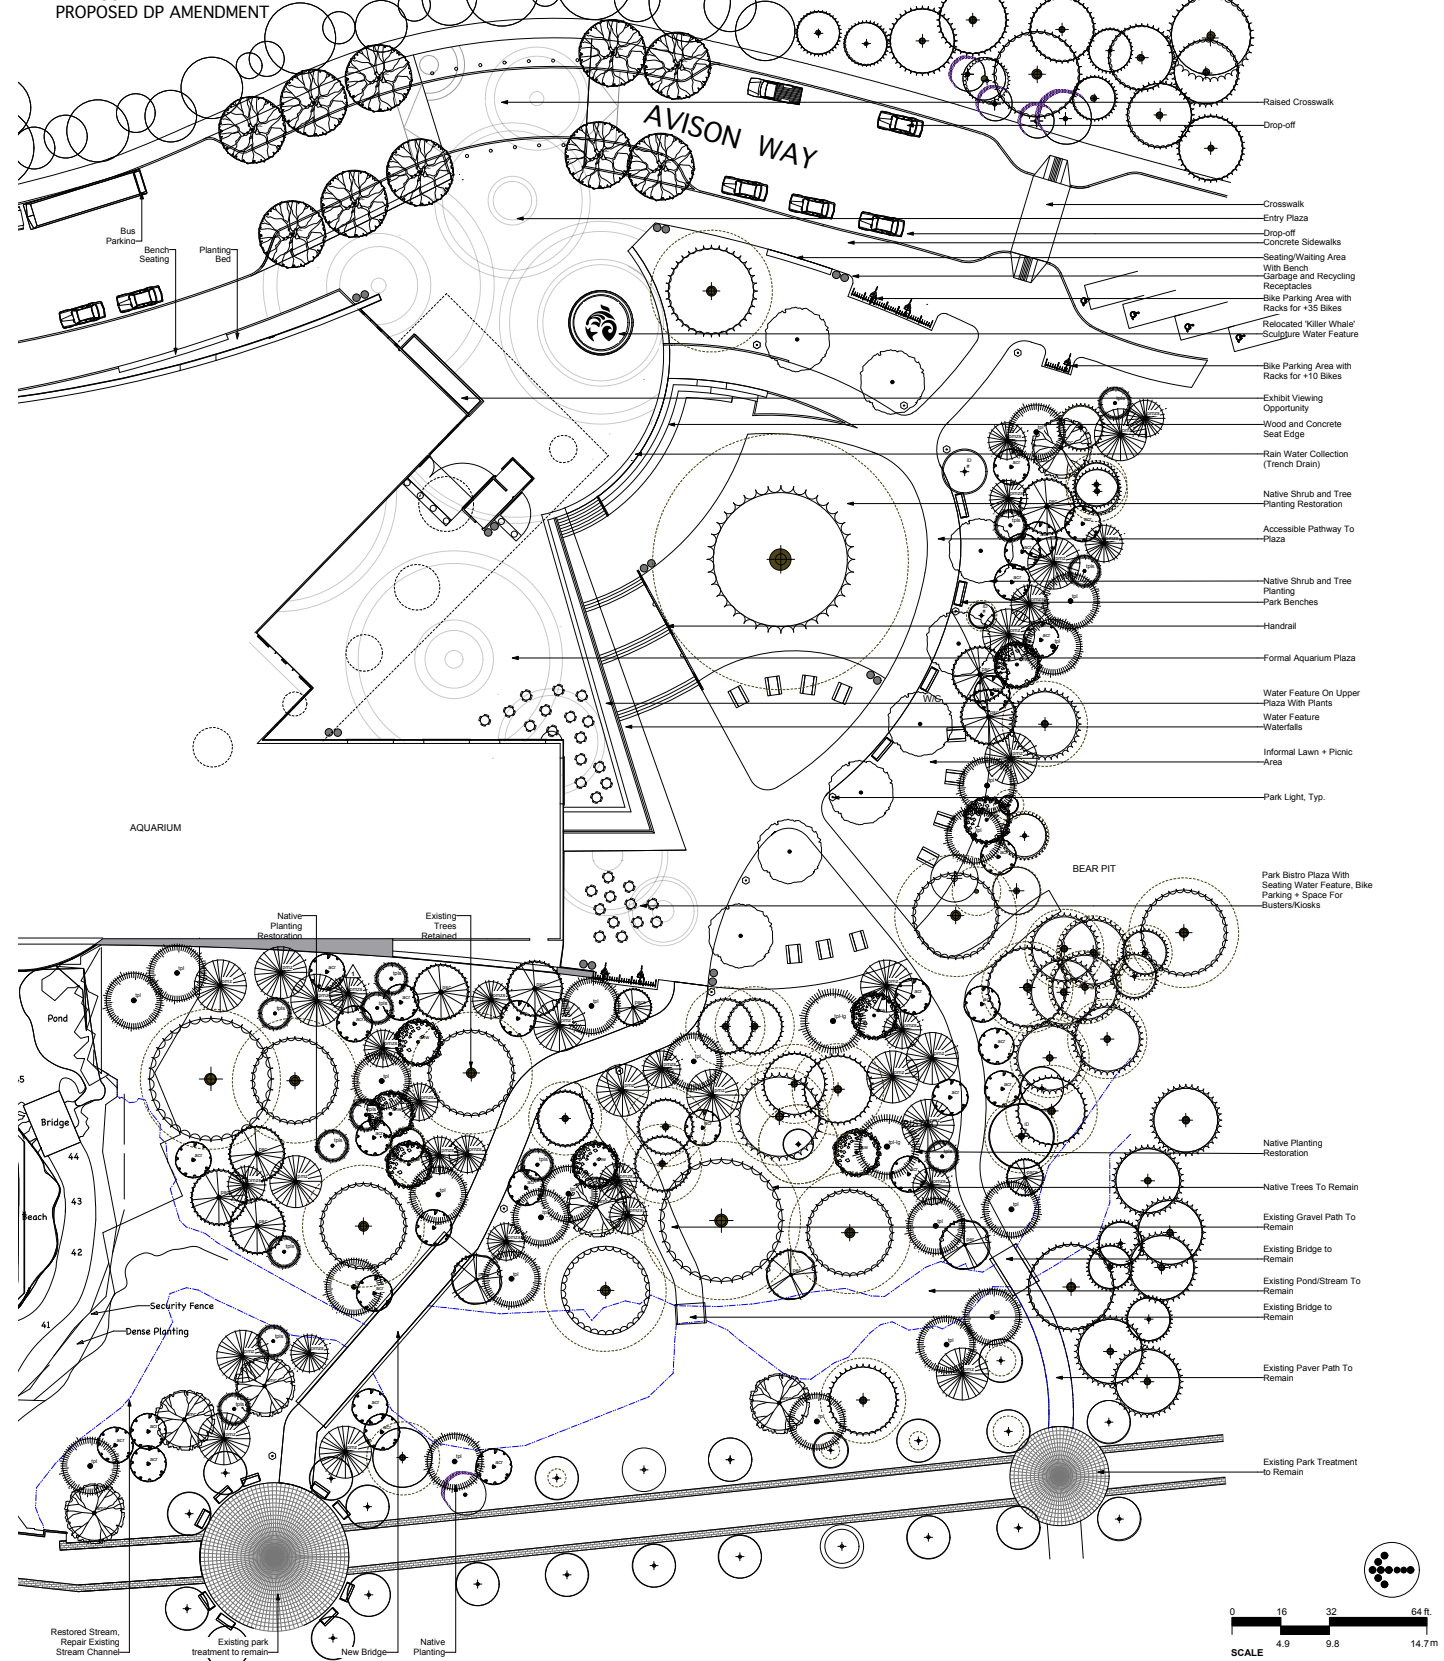 PROPOSED DP AMENDMENT
AVISON WAY
Raised Crosswalk
Drop-off
Crosswalk
Entry Plaza
Drop-off
Concrete Sidewalks
Seating/Waiting Area
With Bench
Garbage and Recycling
Receptacles
Bike Parking Area with
Racks for +35 Bikes
Relocated 'Killer Whale'
Sculpture Water Feature
Bike Parking Area with
Racks for +10 Bikes
Exhibit Viewing
Opportunity
Wood and Concrete
Seat Edge
Rain Water Collection
(Trench Drain)
Native Shrub and Tree
Planting Restoration
Accessible Pathway To
Plaza
Native Shrub and Tree
Planting
Park Benches
Handrail
Formal Aquarium Plaza
Water Feature On Upper
Plaza With Plants
Water Feature
Waterfalls
Informal Lawn + Picnic
Area
Park Light, Typ.
Park Bistro Plaza With
Seating Water Feature, Bike
Parking + Space For
Busters/Kiosks
Native Planting
Restoration
Native Trees To Remain
Existing Gravel Path To
Remain
Existing Bridge to
Remain
Existing Pond/Stream To
Remain
Existing Bridge to
Remain
Existing Paver Path To
Remain
Existing Park Treatment
to Remain
Bus
Parking
Bench
Seating
Planting
Bed
W/C
AQUARIUM
BEAR PIT
Native
Planting
Restoration
Existing
Trees
Retained
Pond
Bridge
44
43
Beach
42
41
Security Fence
Dense Planting
Restored Stream,
Repair Existing
Stream Channel
Existing park
treatment to remain
New Bridge
Native
Planting
0 16 32 64 ft.
4.9 9.8 14.7 m
SCALE